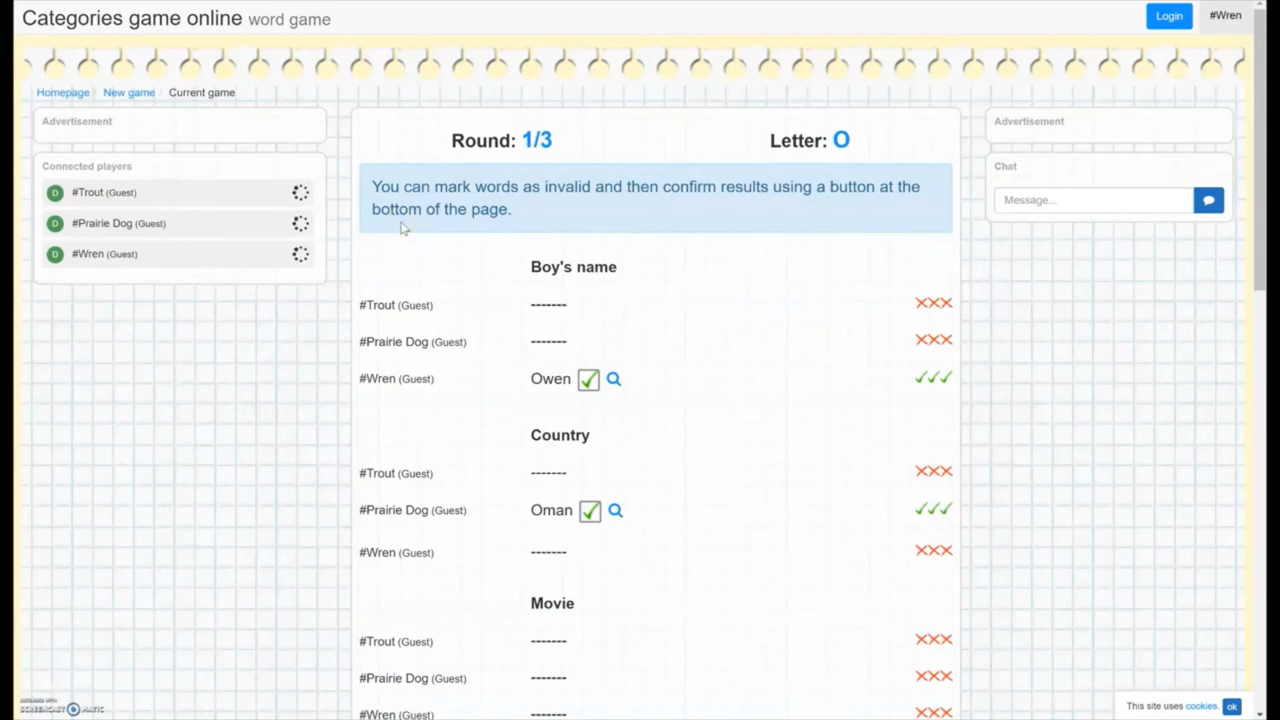 Categories game online word game
Login
#Wren
Homepage / New game / Current game
Advertisement
Connected players
D #Trout (Guest)
D #Prairie Dog (Guest)
D #Wren (Guest)
Round: 1/3
Letter: O
You can mark words as invalid and then confirm results using a button at the
bottom of the page.
Boy's name
#Trout (Guest) -------
#Prairie Dog (Guest) -------
#Wren (Guest) Owen
Country
#Trout (Guest) -------
#Prairie Dog (Guest) Oman
#Wren (Guest) -------
Movie
#Trout (Guest) -------
#Prairie Dog (Guest) -------
#Wren (Guest) -------
Advertisement
Chat
Message...
RECORDED WITH
SCREENCAST-O-MATIC
This site uses cookies. ok